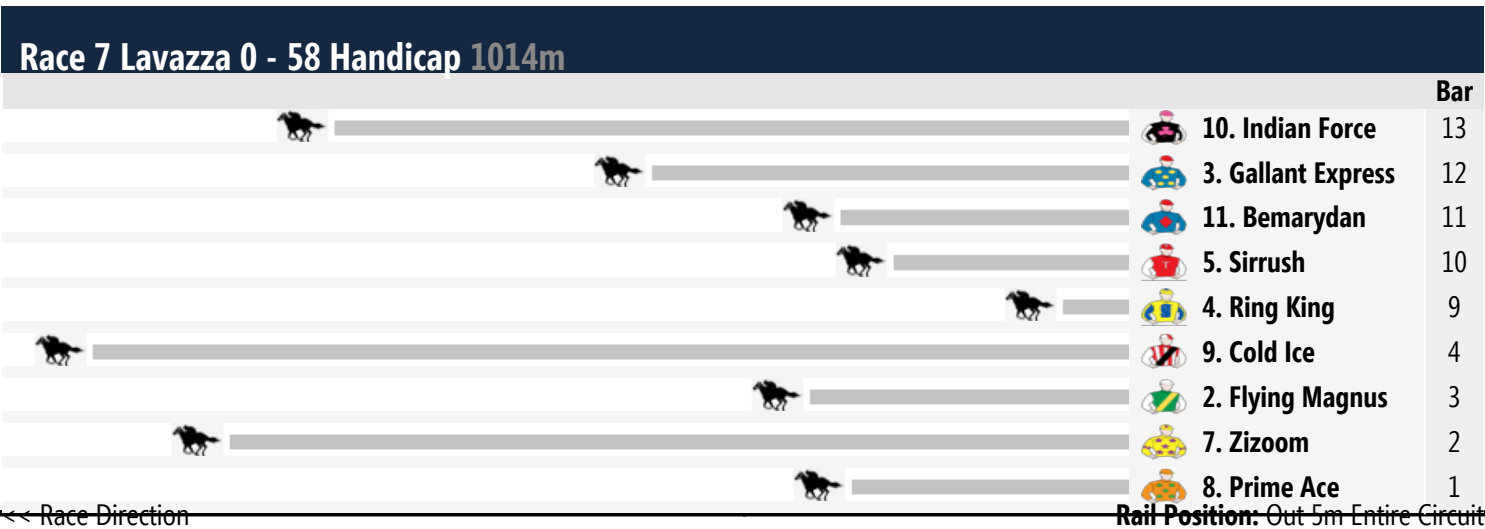 Race 7 Lavazza 0 - 58 Handicap 1014m
Bar
10. Indian Force 13
3. Gallant Express 12
11. Bemarydan 11
5. Sirrush 10
4. Ring King 9
9. Cold Ice 4
2. Flying Magnus 3
7. Zizoom 2
8. Prime Ace 1
<< Race Direction Rail Position: Out 5m Entire Circuit